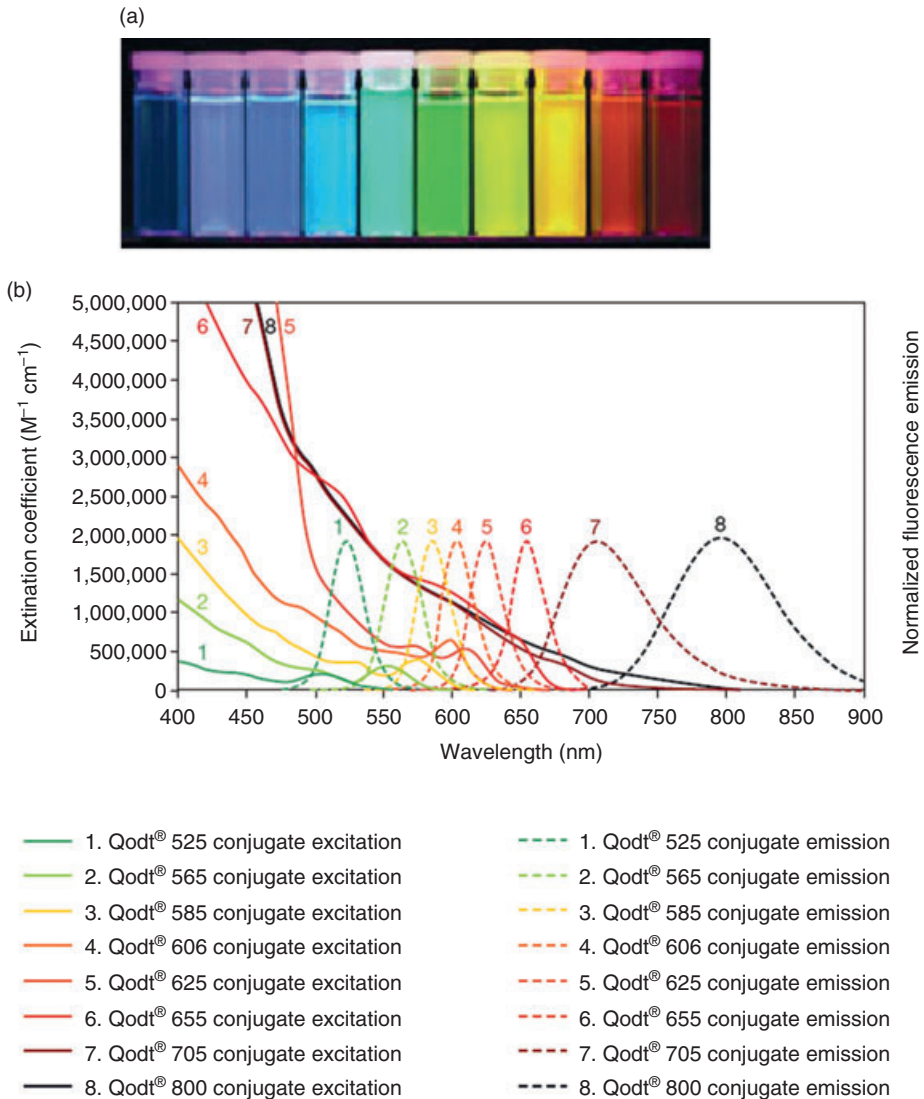 (a)
(b)
5,000,000
4,500,000
4,000,000
3,500,000
3,000,000
2,500,000
2,000,000
1,500,000
1,000,000
500,000
0
Extination coefficient (M⁻¹ cm⁻¹)
Normalized fluorescence emission
6 7 8 5
4
3
2
1
1 2 3 4 5 6 7 8
400 450 500 550 600 650 700 750 800 850 900
Wavelength (nm)
1. Qodt® 525 conjugate excitation
2. Qodt® 565 conjugate excitation
3. Qodt® 585 conjugate excitation
4. Qodt® 606 conjugate excitation
5. Qodt® 625 conjugate excitation
6. Qodt® 655 conjugate excitation
7. Qodt® 705 conjugate excitation
8. Qodt® 800 conjugate excitation
1. Qodt® 525 conjugate emission
2. Qodt® 565 conjugate emission
3. Qodt® 585 conjugate emission
4. Qodt® 606 conjugate emission
5. Qodt® 625 conjugate emission
6. Qodt® 655 conjugate emission
7. Qodt® 705 conjugate emission
8. Qodt® 800 conjugate emission